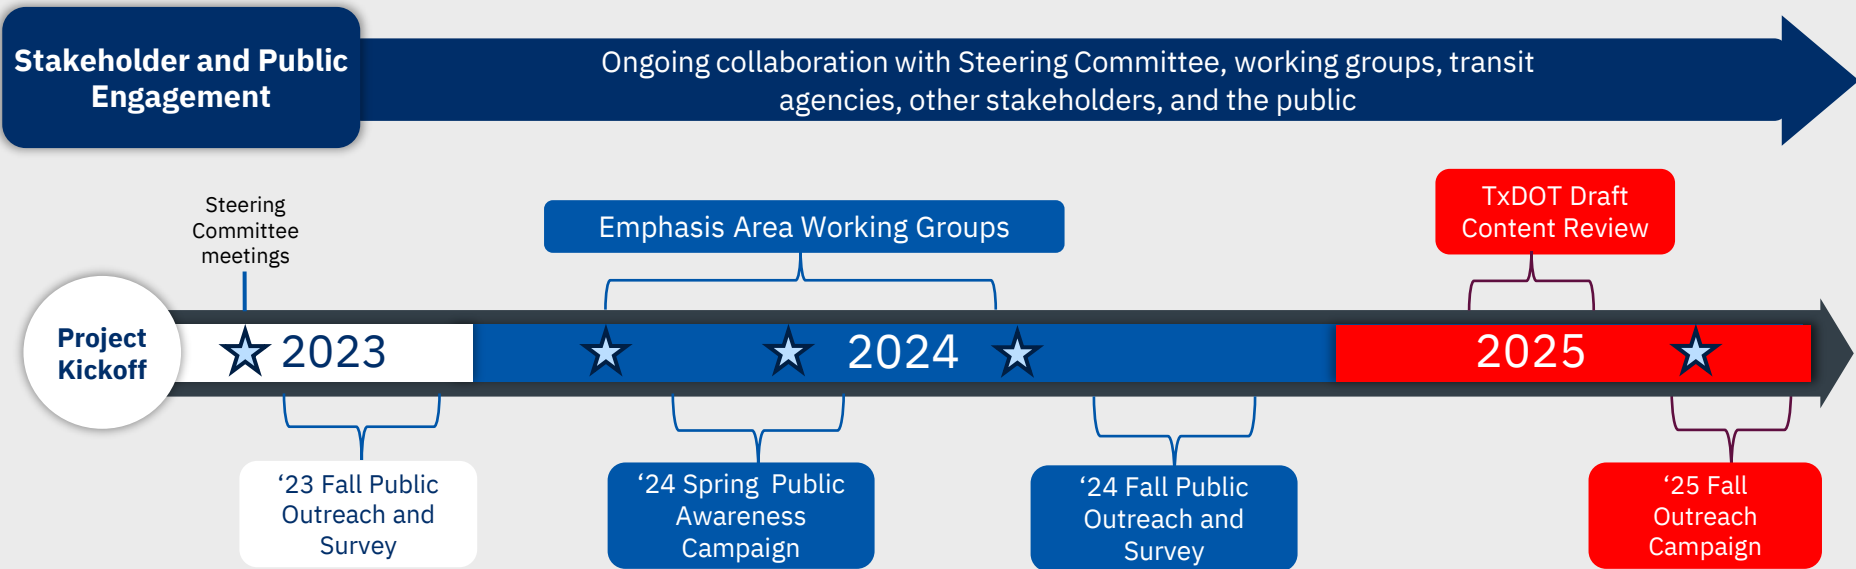 Stakeholder and Public
Engagement
Ongoing collaboration with Steering Committee, working groups, transit
agencies, other stakeholders, and the public
Steering
Committee
meetings
Emphasis Area Working Groups
TxDOT Draft
Content Review
Project
Kickoff
2023
2024
2025
‘23 Fall Public
Outreach and
Survey
‘24 Spring Public
Awareness
Campaign
‘24 Fall Public
Outreach and
Survey
‘25 Fall
Outreach
Campaign